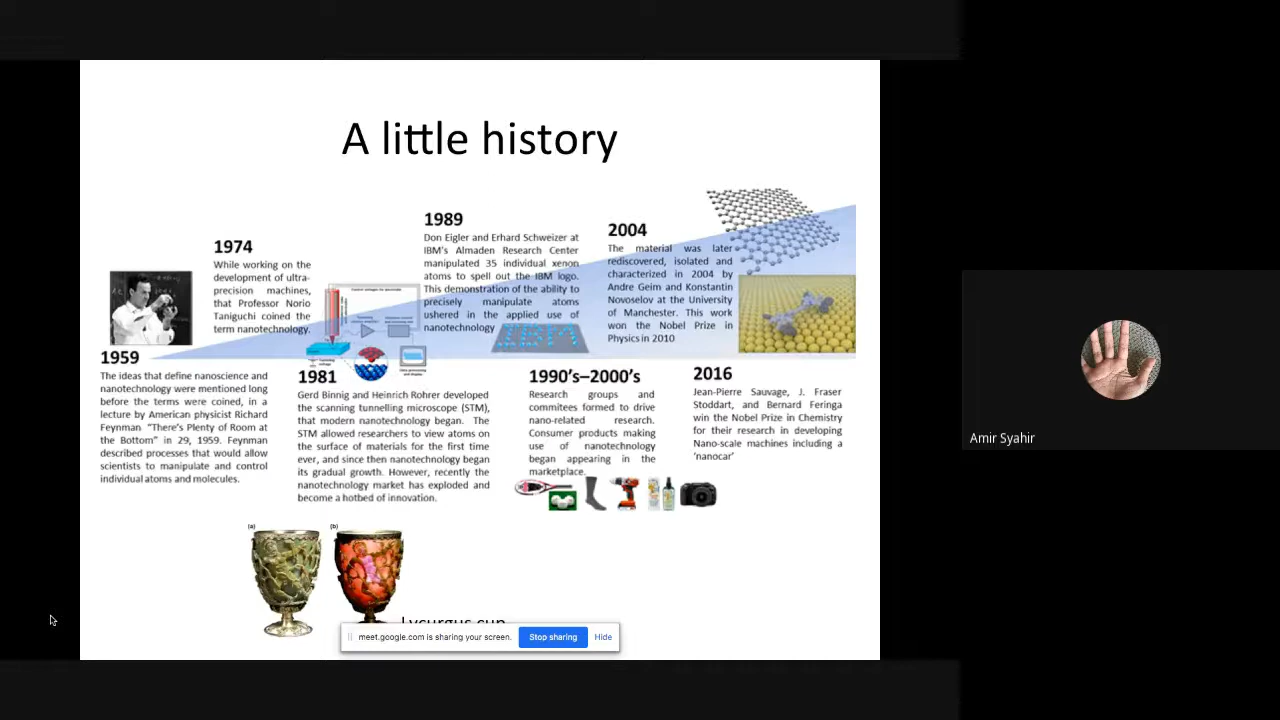 A little history
1959
The ideas that define nanoscience and
nanotechnology were mentioned long
before the terms were coined, in a
lecture by American physicist Richard
Feynman “There’s Plenty of Room at
the Bottom” in 29, 1959. Feynman
described processes that would allow
scientists to manipulate and control
individual atoms and molecules.
1974
While working on the
development of ultra-
precision machines,
that Professor Norio
Taniguchi coined the
term nanotechnology.
1981
Gerd Binnig and Heinrich Rohrer developed
the scanning tunnelling microscope (STM),
that modern nanotechnology began. The
STM allowed researchers to view atoms on
the surface of materials for the first time
ever, and since then nanotechnology began
its gradual growth. However, recently the
nanotechnology market has exploded and
become a hotbed of innovation.
1989
Don Eigler and Erhard Schweizer at
IBM’s Almaden Research Center
manipulated 35 individual xenon
atoms to spell out the IBM logo.
This demonstration of the ability to
precisely manipulate atoms
ushered in the applied use of
nanotechnology
IBM
1990’s–2000’s
Research groups and
commitees formed to drive
nano-related research.
Consumer products making
use of nanotechnology
began appearing in the
marketplace.
2004
The material was later
rediscovered, isolated and
characterized in 2004 by
Andre Geim and Konstantin
Novoselov at the University
of Manchester. This work
won the Nobel Prize in
Physics in 2010
2016
Jean-Pierre Sauvage, J. Fraser
Stoddart, and Bernard Feringa
win the Nobel Prize in Chemistry
for their research in developing
Nano-scale machines including a
‘nanocar’
(a)
(b)
Lycurgus cup
meet.google.com is sharing your screen.
Stop sharing
Hide
Amir Syahir